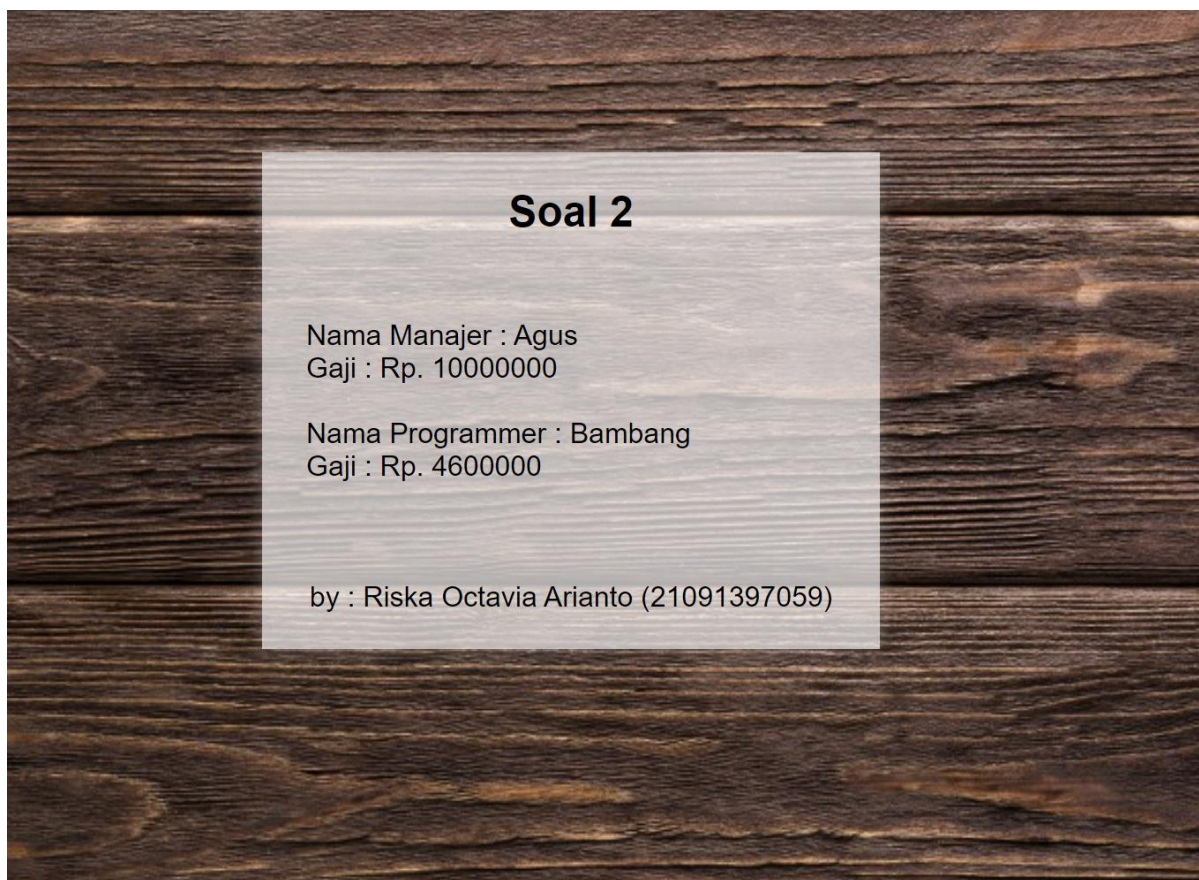 Soal 2
Nama Manajer : Agus
Gaji : Rp. 10000000
Nama Programmer : Bambang
Gaji : Rp. 4600000
by : Riska Octavia Arianto (21091397059)